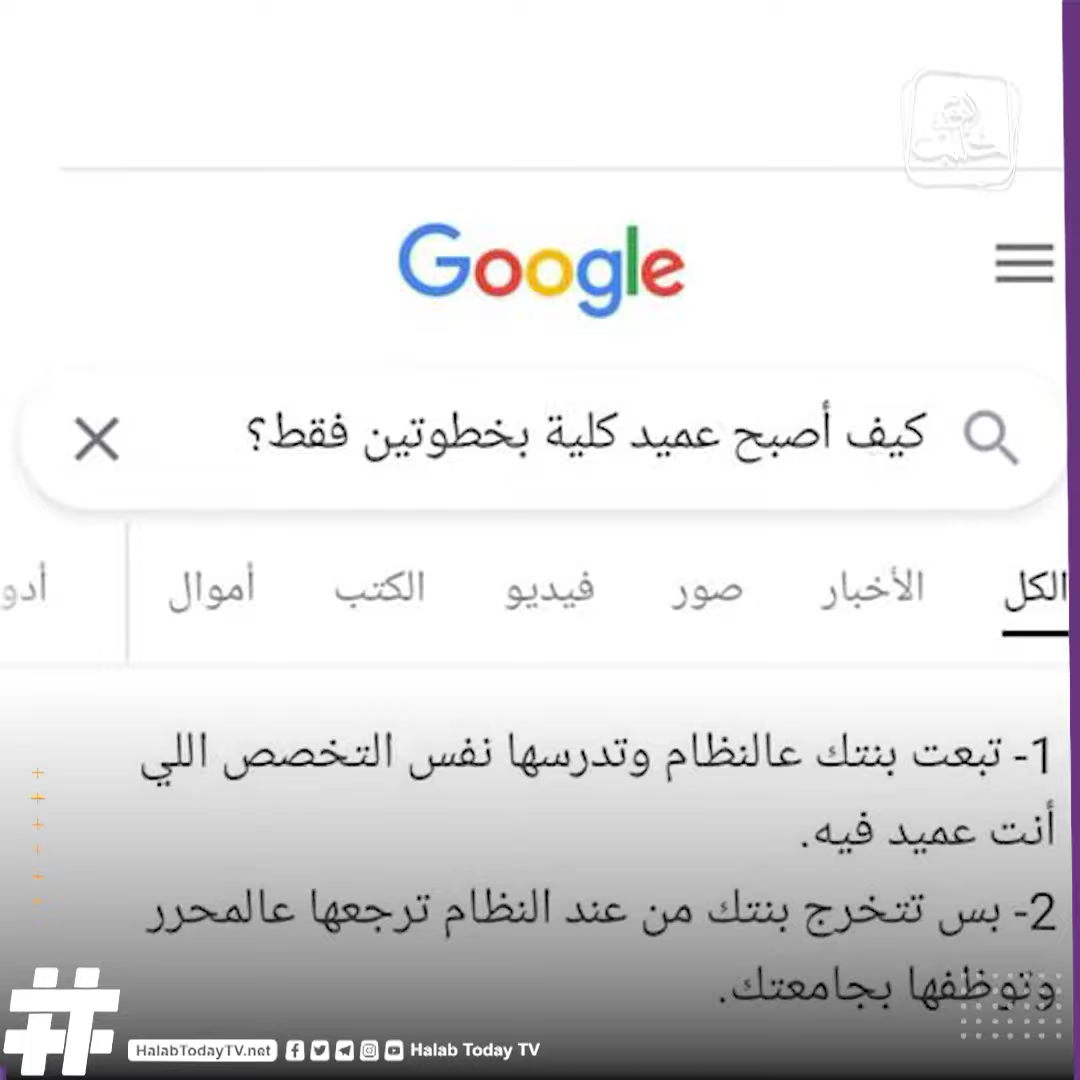 Google
كيف أصبح عميد كلية بخطوتين فقط؟
الكل الأخبار صور فيديو الكتب أموال أدو
1- تبعت بنتك عالنظام وتدرسها نفس التخصص اللي
أنت عميد فيه.
2- بس تتخرج بنتك من عند النظام ترجعها عالمحرر
وتوظفها بجامعتك.
HalabTodayTV.net Halab Today TV